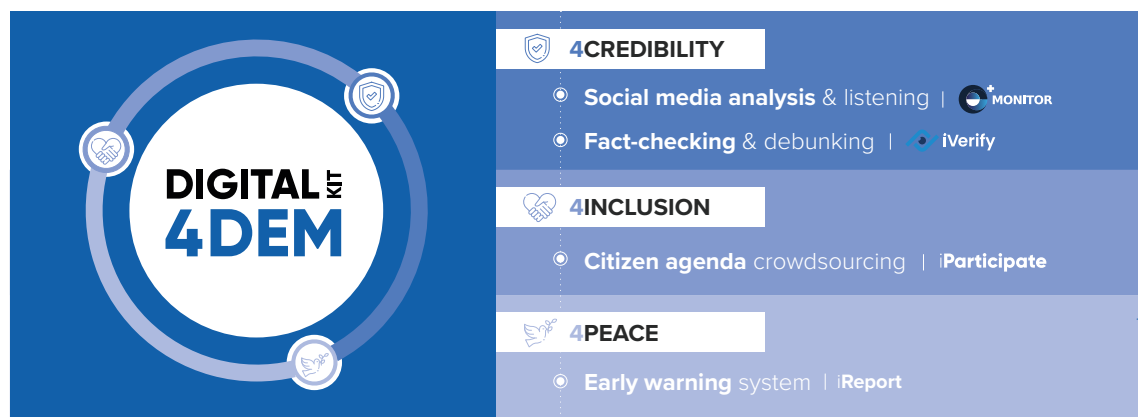 DIGITAL KIT
4DEM
4CREDIBILITY
Social media analysis & listening | e+ MONITOR
Fact-checking & debunking | iVerify
4INCLUSION
Citizen agenda crowdsourcing | iParticipate
4PEACE
Early warning system | iReport